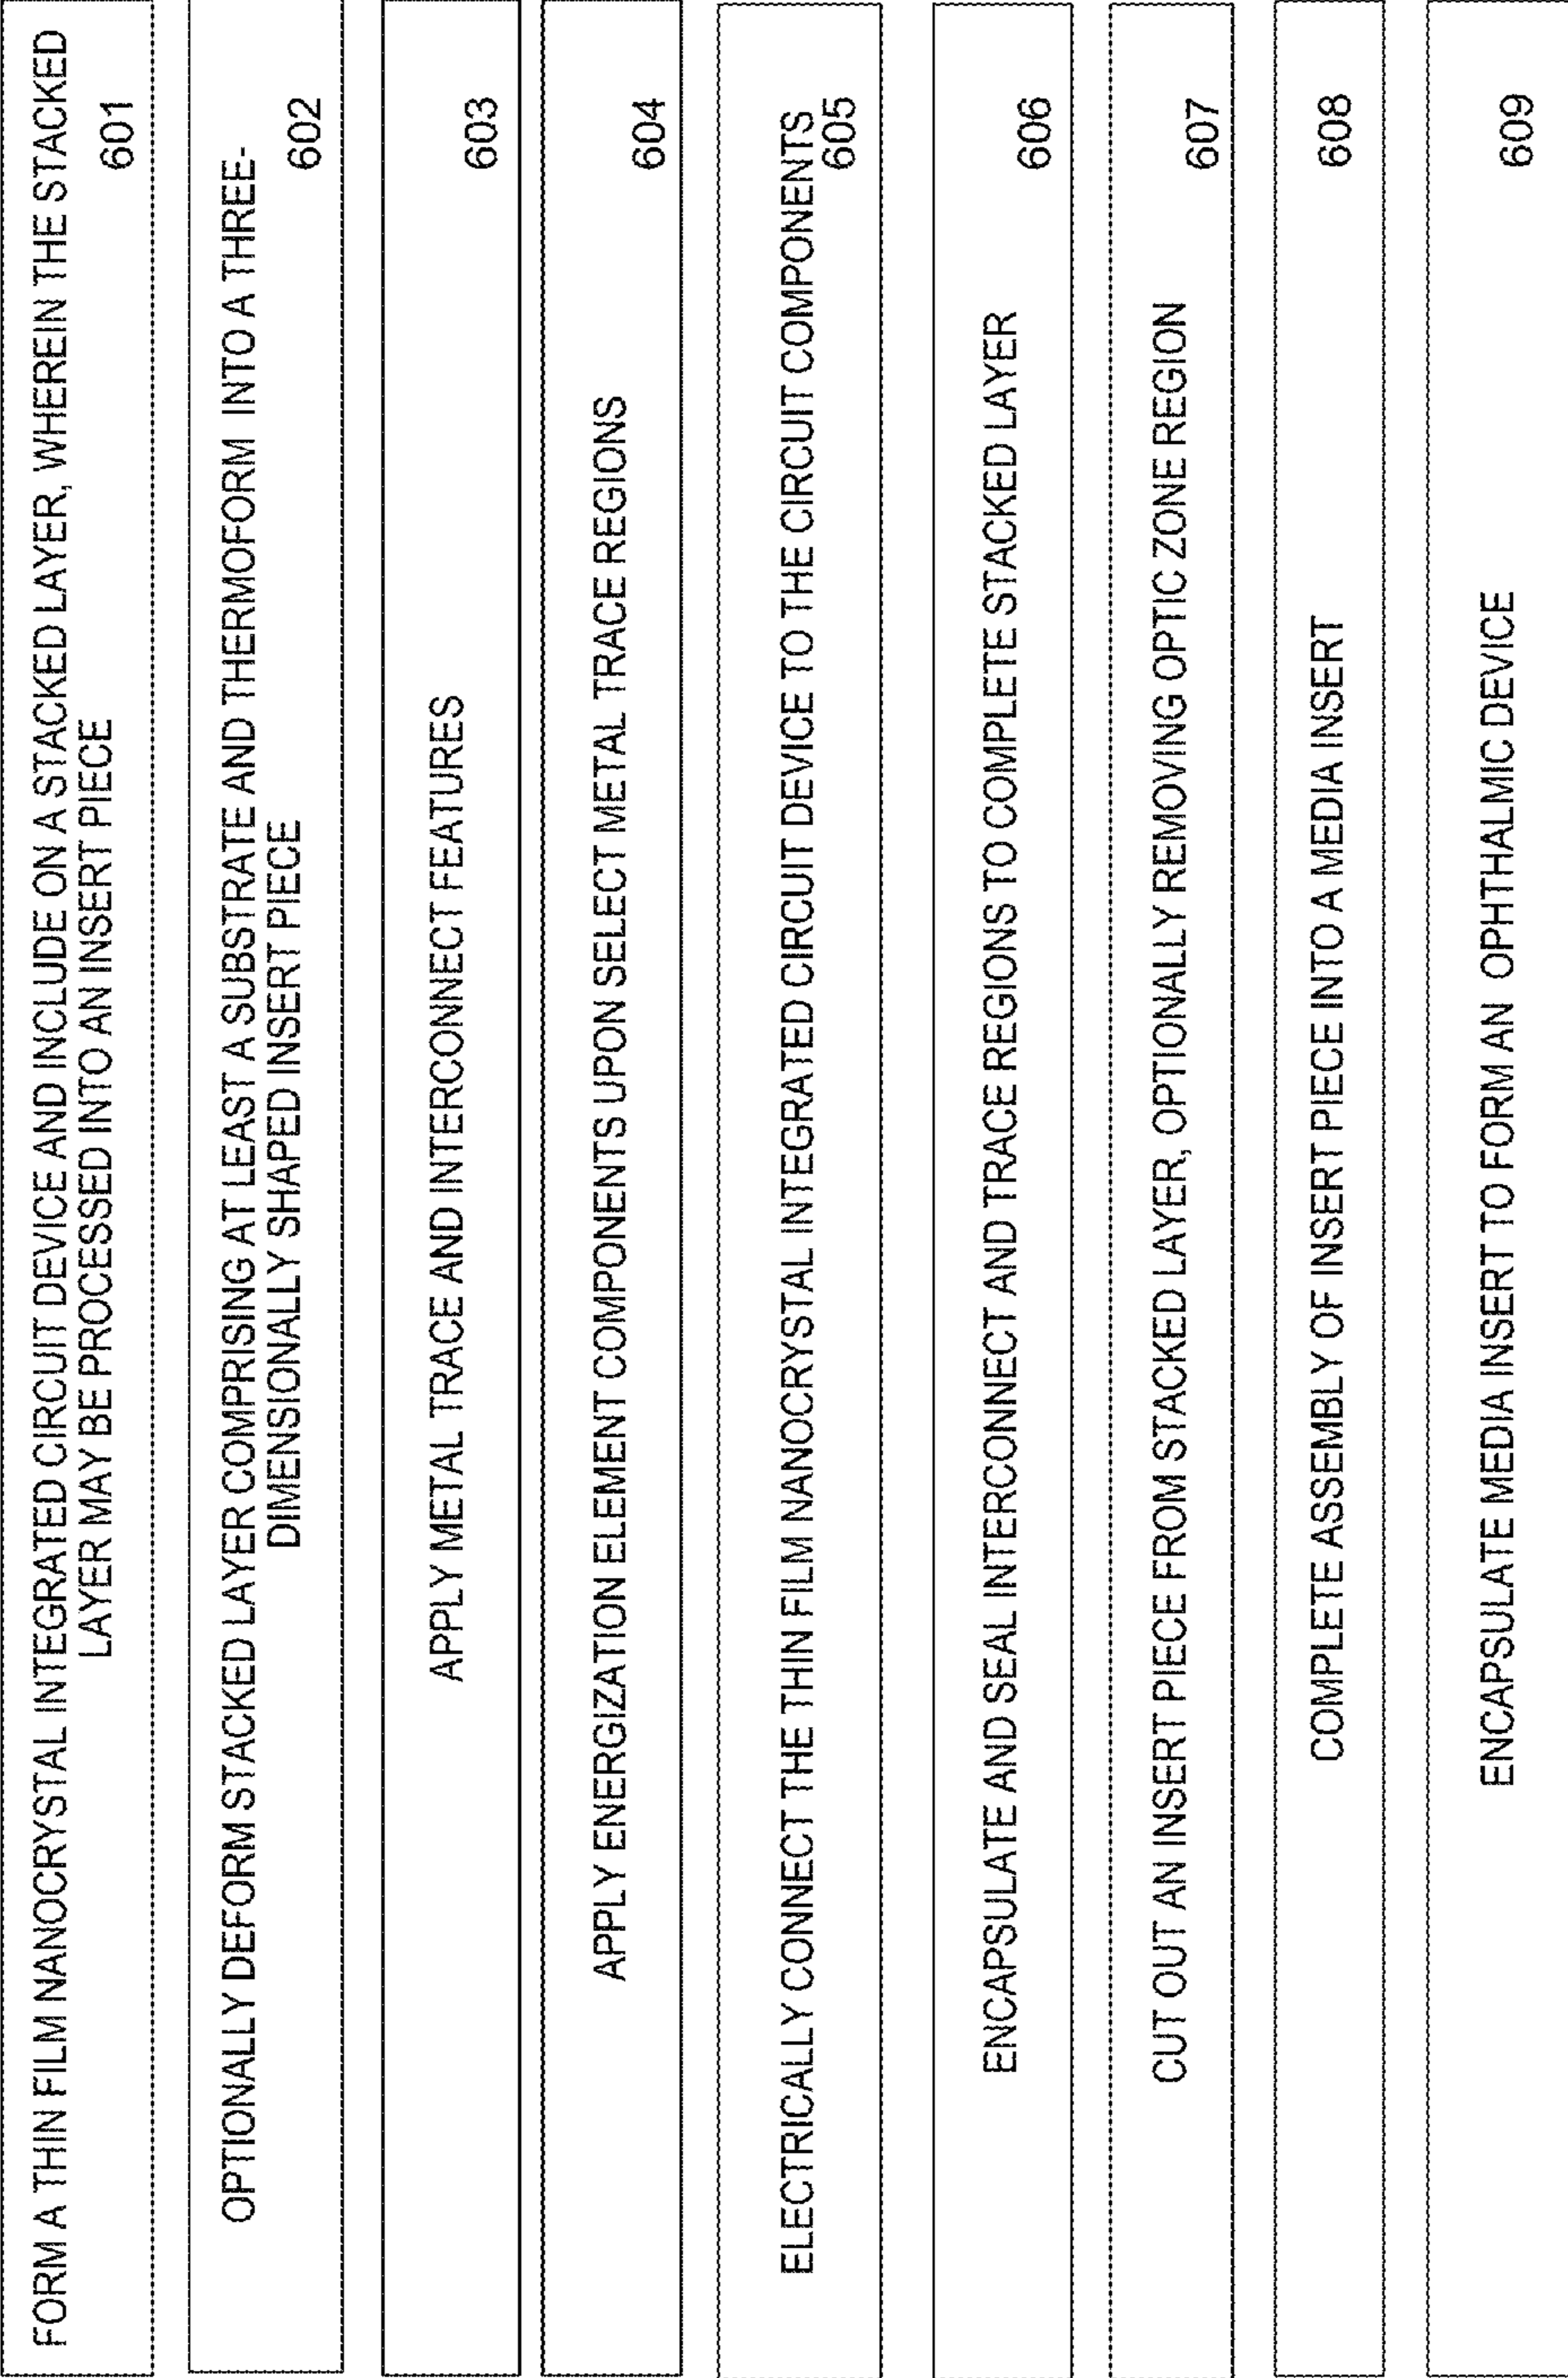 FORM A THIN FILM NANOCRYSTAL INTEGRATED CIRCUIT DEVICE AND INCLUDE ON A STACKED LAYER, WHEREIN THE STACKED
LAYER MAY BE PROCESSED INTO AN INSERT PIECE
601
OPTIONALLY DEFORM STACKED LAYER COMPRISING AT LEAST A SUBSTRATE AND THERMOFORM INTO A THREE-
DIMENSIONALLY SHAPED INSERT PIECE
602
APPLY METAL TRACE AND INTERCONNECT FEATURES
603
APPLY ENERGIZATION ELEMENT COMPONENTS UPON SELECT METAL TRACE REGIONS
604
ELECTRICALLY CONNECT THE THIN FILM NANOCRYSTAL INTEGRATED CIRCUIT DEVICE TO THE CIRCUIT COMPONENTS
605
ENCAPSULATE AND SEAL INTERCONNECT AND TRACE REGIONS TO COMPLETE STACKED LAYER
606
CUT OUT AN INSERT PIECE FROM STACKED LAYER, OPTIONALLY REMOVING OPTIC ZONE REGION
607
COMPLETE ASSEMBLY OF INSERT PIECE INTO A MEDIA INSERT
608
ENCAPSULATE MEDIA INSERT TO FORM AN OPHTHALMIC DEVICE
609